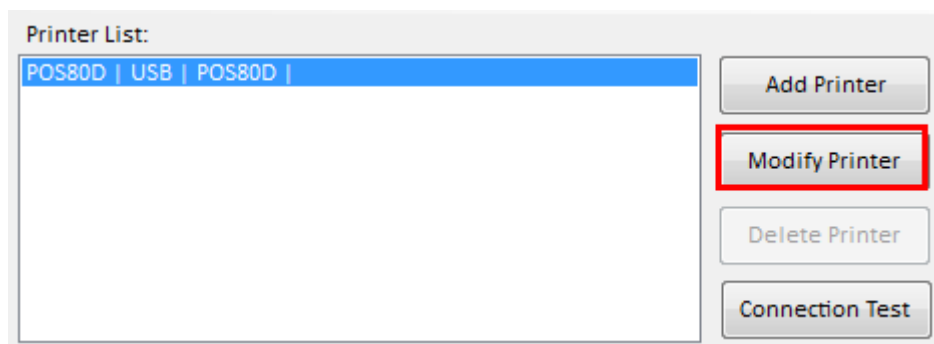 Printer List:
POS80D | USB | POS80D |
Add Printer
Modify Printer
Delete Printer
Connection Test